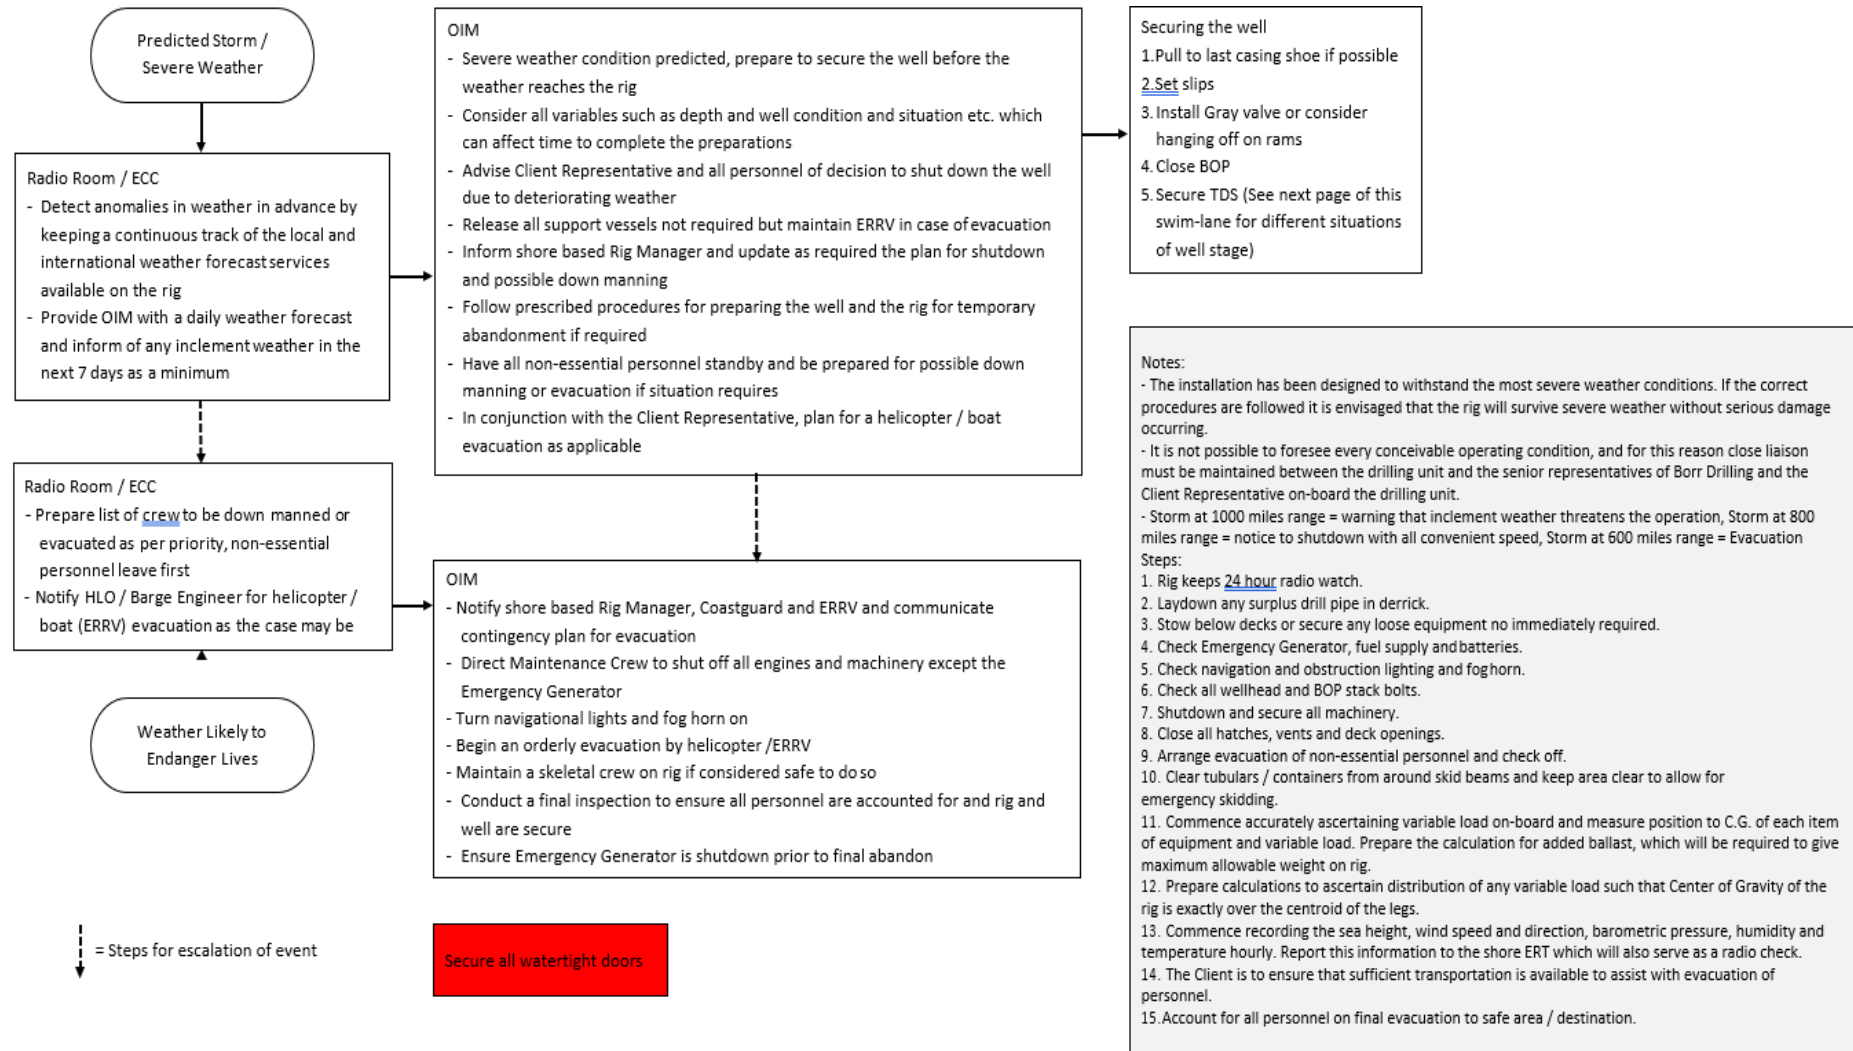 Predicted Storm /
Severe Weather
Radio Room / ECC
- Detect anomalies in weather in advance by
keeping a continuous track of the local and
international weather forecast services
available on the rig
- Provide OIM with a daily weather forecast
and inform of any inclement weather in the
next 7 days as a minimum
Radio Room / ECC
- Prepare list of crew to be down manned or
evacuated as per priority, non-essential
personnel leave first
- Notify HLO / Barge Engineer for helicopter /
boat (ERRV) evacuation as the case may be
Weather Likely to
Endanger Lives
= Steps for escalation of event
OIM
- Severe weather condition predicted, prepare to secure the well before the
weather reaches the rig
- Consider all variables such as depth and well condition and situation etc. which
can affect time to complete the preparations
- Advise Client Representative and all personnel of decision to shut down the well
due to deteriorating weather
- Release all support vessels not required but maintain ERRV in case of evacuation
- Inform shore based Rig Manager and update as required the plan for shutdown
and possible down manning
- Follow prescribed procedures for preparing the well and the rig for temporary
abandonment if required
- Have all non-essential personnel standby and be prepared for possible down
manning or evacuation if situation requires
- In conjunction with the Client Representative, plan for a helicopter / boat
evacuation as applicable
OIM
- Notify shore based Rig Manager, Coastguard and ERRV and communicate
contingency plan for evacuation
- Direct Maintenance Crew to shut off all engines and machinery except the
Emergency Generator
- Turn navigational lights and fog horn on
- Begin an orderly evacuation by helicopter /ERRV
- Maintain a skeletal crew on rig if considered safe to do so
- Conduct a final inspection to ensure all personnel are accounted for and rig and
well are secure
- Ensure Emergency Generator is shutdown prior to final abandon
Secure all watertight doors
Securing the well
1.Pull to last casing shoe if possible
2.Set slips
3. Install Gray valve or consider
hanging off on rams
4. Close BOP
5. Secure TDS (See next page of this
swim-lane for different situations
of well stage)
Notes:
- The installation has been designed to withstand the most severe weather conditions. If the correct
procedures are followed it is envisaged that the rig will survive severe weather without serious damage
occurring.
- It is not possible to foresee every conceivable operating condition, and for this reason close liaison
must be maintained between the drilling unit and the senior representatives of Borr Drilling and the
Client Representative on-board the drilling unit.
- Storm at 1000 miles range = warning that inclement weather threatens the operation, Storm at 800
miles range = notice to shutdown with all convenient speed, Storm at 600 miles range = Evacuation
Steps:
1. Rig keeps 24 hour radio watch.
2. Laydown any surplus drill pipe in derrick.
3. Stow below decks or secure any loose equipment no immediately required.
4. Check Emergency Generator, fuel supply and batteries.
5. Check navigation and obstruction lighting and foghorn.
6. Check all wellhead and BOP stack bolts.
7. Shutdown and secure all machinery.
8. Close all hatches, vents and deck openings.
9. Arrange evacuation of non-essential personnel and check off.
10. Clear tubulars / containers from around skid beams and keep area clear to allow for
emergency skidding.
11. Commence accurately ascertaining variable load on-board and measure position to C.G. of each item
of equipment and variable load. Prepare the calculation for added ballast, which will be required to give
maximum allowable weight on rig.
12. Prepare calculations to ascertain distribution of any variable load such that Center of Gravity of the
rig is exactly over the centroid of the legs.
13. Commence recording the sea height, wind speed and direction, barometric pressure, humidity and
temperature hourly. Report this information to the shore ERT which will also serve as a radio check.
14. The Client is to ensure that sufficient transportation is available to assist with evacuation of
personnel.
15.Account for all personnel on final evacuation to safe area / destination.